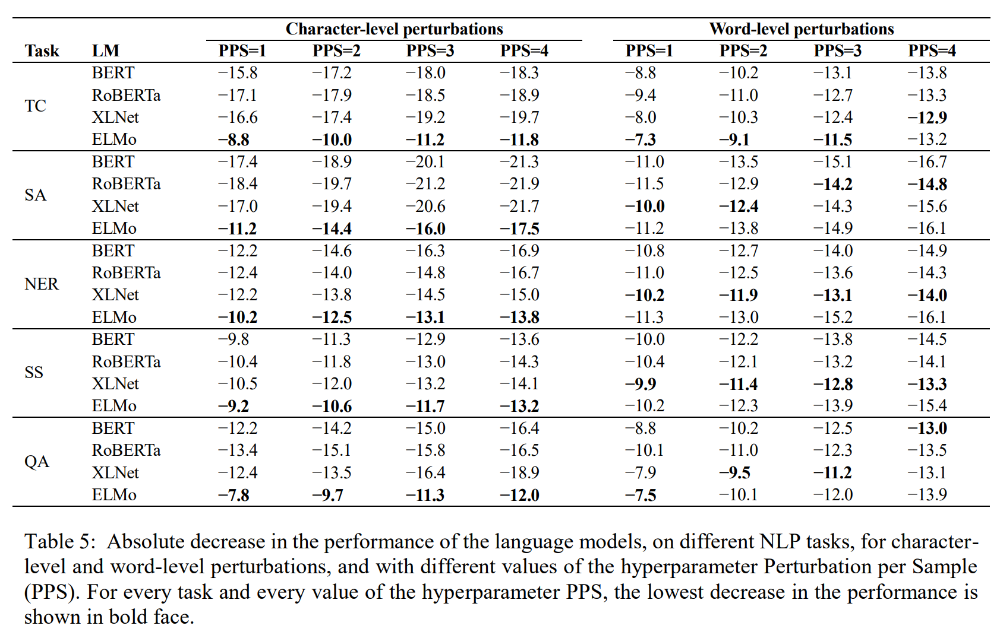 Character-level perturbations Word-level perturbations
Task LM PPS=1 PPS=2 PPS=3 PPS=4 PPS=1 PPS=2 PPS=3 PPS=4
TC
BERT −15.8 −17.2 −18.0 −18.3 −8.8 −10.2 −13.1 −13.8
RoBERTa −17.1 −17.9 −18.5 −18.9 −9.4 −11.0 −12.7 −13.3
XLNet −16.6 −17.4 −19.2 −19.7 −8.0 −10.3 −12.4 −12.9
ELMo −8.8 −10.0 −11.2 −11.8 −7.3 −9.1 −11.5 −13.2
SA
BERT −17.4 −18.9 −20.1 −21.3 −11.0 −13.5 −15.1 −16.7
RoBERTa −18.4 −19.7 −21.2 −21.9 −11.5 −12.9 −14.2 −14.8
XLNet −17.0 −19.4 −20.6 −21.7 −10.0 −12.4 −14.3 −15.6
ELMo −11.2 −14.4 −16.0 −17.5 −11.2 −13.8 −14.9 −16.1
NER
BERT −12.2 −14.6 −16.3 −16.9 −10.8 −12.7 −14.0 −14.9
RoBERTa −12.4 −14.0 −14.8 −16.7 −11.0 −12.5 −13.6 −14.3
XLNet −12.2 −13.8 −14.5 −15.0 −10.2 −11.9 −13.1 −14.0
ELMo −10.2 −12.5 −13.1 −13.8 −11.3 −13.0 −15.2 −16.1
SS
BERT −9.8 −11.3 −12.9 −13.6 −10.0 −12.2 −13.8 −14.5
RoBERTa −10.4 −11.8 −13.0 −14.3 −10.4 −12.1 −13.2 −14.1
XLNet −10.5 −12.0 −13.2 −14.1 −9.9 −11.4 −12.8 −13.3
ELMo −9.2 −10.6 −11.7 −13.2 −10.2 −12.3 −13.9 −15.4
QA
BERT −12.2 −14.2 −15.0 −16.4 −8.8 −10.2 −12.5 −13.0
RoBERTa −13.4 −15.1 −15.8 −16.5 −10.1 −11.0 −12.3 −13.5
XLNet −12.4 −13.5 −16.4 −18.9 −7.9 −9.5 −11.2 −13.1
ELMo −7.8 −9.7 −11.3 −12.0 −7.5 −10.1 −12.0 −13.9
Table 5: Absolute decrease in the performance of the language models, on different NLP tasks, for character-
level and word-level perturbations, and with different values of the hyperparameter Perturbation per Sample
(PPS). For every task and every value of the hyperparameter PPS, the lowest decrease in the performance is
shown in bold face.